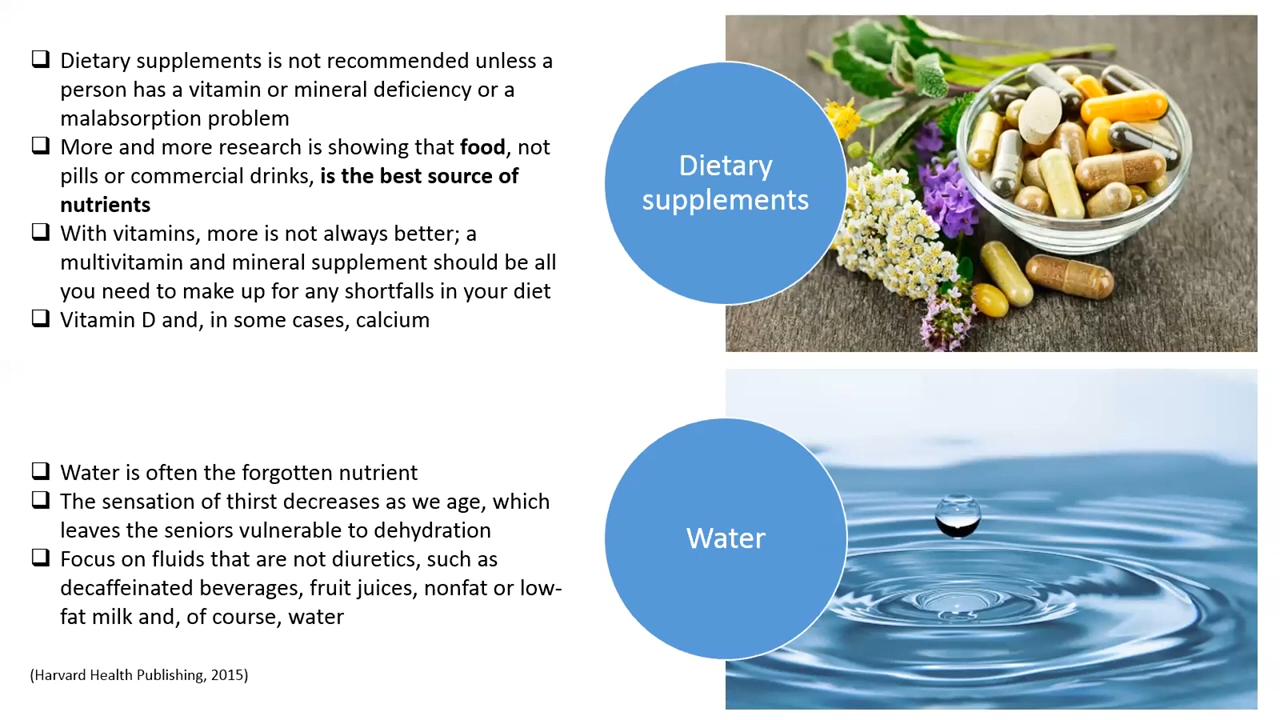 ❑ Dietary supplements is not recommended unless a
person has a vitamin or mineral deficiency or a
malabsorption problem
❑ More and more research is showing that food, not
pills or commercial drinks, is the best source of
nutrients
❑ With vitamins, more is not always better; a
multivitamin and mineral supplement should be all
you need to make up for any shortfalls in your diet
❑ Vitamin D and, in some cases, calcium
Dietary
supplements
❑ Water is often the forgotten nutrient
❑ The sensation of thirst decreases as we age, which
leaves the seniors vulnerable to dehydration
❑ Focus on fluids that are not diuretics, such as
decaffeinated beverages, fruit juices, nonfat or low-
fat milk and, of course, water
Water
(Harvard Health Publishing, 2015)